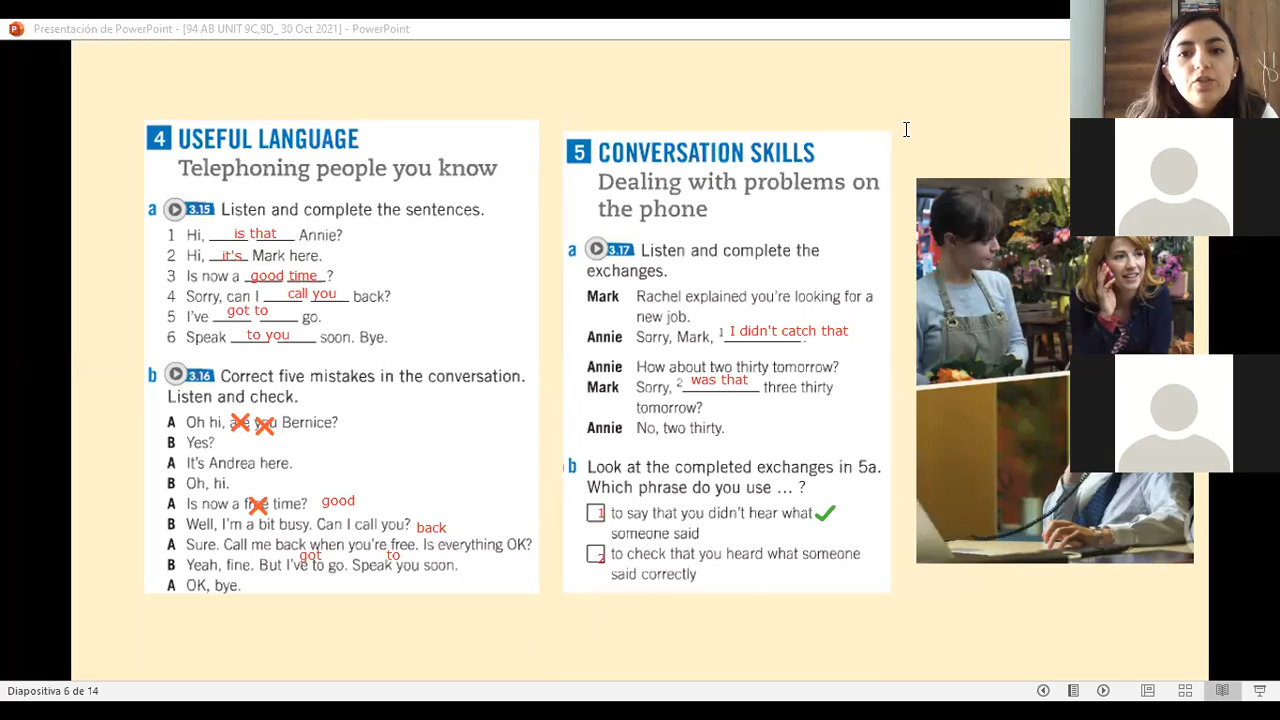 Presentación de PowerPoint - [94 AB UNIT 9C,9D_ 30 Oct 2021] - PowerPoint
4 USEFUL LANGUAGE
Telephoning people you know
a 3.15 Listen and complete the sentences.
1 Hi, is that Annie?
2 Hi, it's Mark here.
3 Is now a good time ?
4 Sorry, can I call you back?
5 I've got to go.
6 Speak to you soon. Bye.
b 3.16 Correct five mistakes in the conversation.
Listen and check.
A Oh hi, are you Bernice?
B Yes?
A It's Andrea here.
B Oh, hi.
A Is now a free time? good
B Well, I'm a bit busy. Can I call you? back
A Sure. Call me back when you're free. Is everything OK?
got to
B Yeah, fine. But I've to go. Speak you soon.
A OK, bye.
5 CONVERSATION SKILLS
Dealing with problems on
the phone
a 3.17 Listen and complete the
exchanges.
Mark Rachel explained you're looking for a
new job.
Annie Sorry, Mark, 1 I didn't catch that .
Annie How about two thirty tomorrow?
Mark Sorry, 2 was that three thirty
tomorrow?
Annie No, two thirty.
b Look at the completed exchanges in 5a.
Which phrase do you use … ?
1 to say that you didn't hear what
someone said
2 to check that you heard what someone
said correctly
Diapositiva 6 de 14